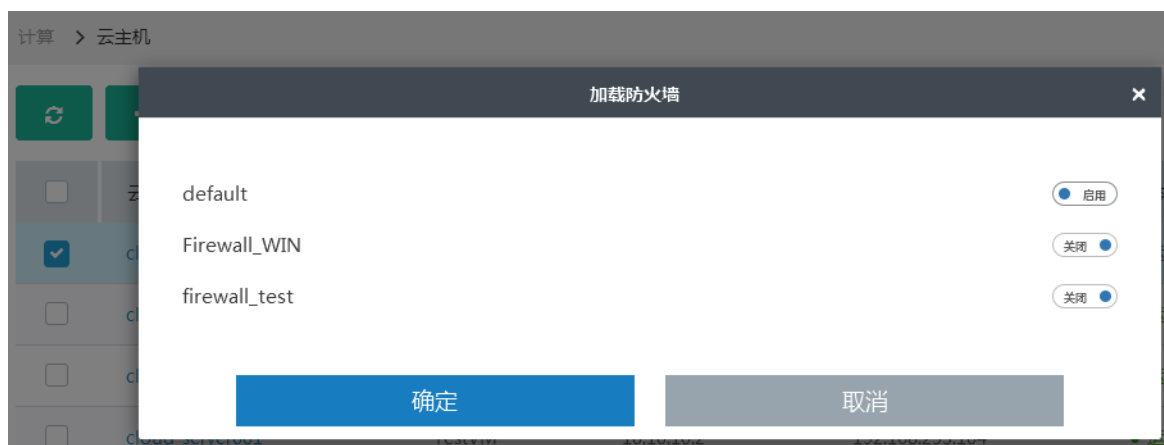 计算 > 云主机
加载防火墙
default
启用
Firewall_WIN
关闭
firewall_test
关闭
确定
取消